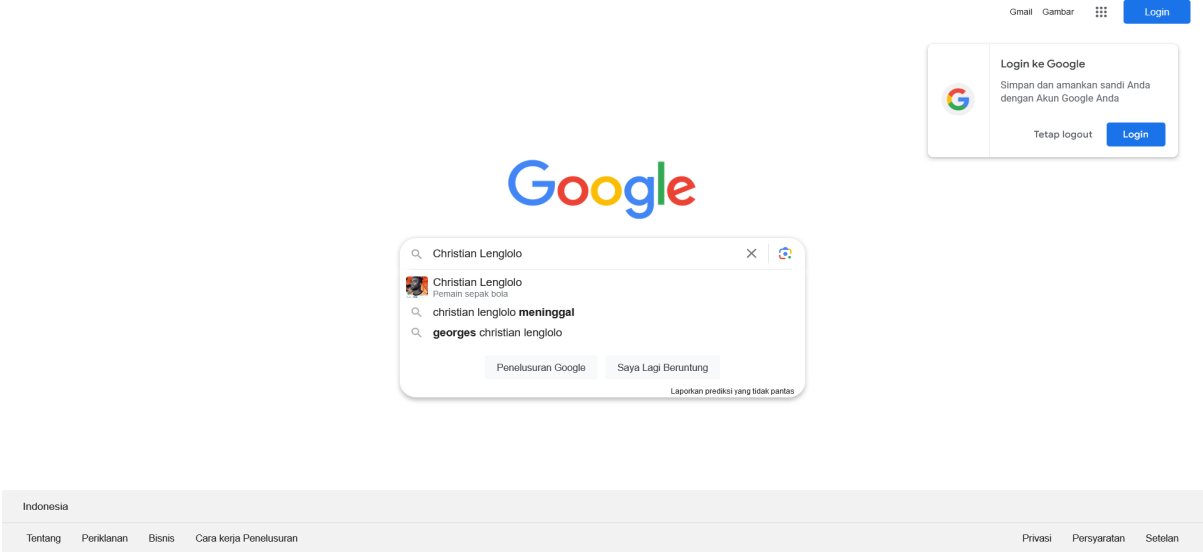 Gmail Gambar Login
Login ke Google
Simpan dan amankan sandi Anda
dengan Akun Google Anda
Tetap logout Login
Google
Christian Lenglolo
Christian Lenglolo
Pemain sepak bola
christian lenglolo meninggal
georges christian lenglolo
Penelusuran Google Saya Lagi Beruntung
Laporkan prediksi yang tidak pantas
Indonesia
Tentang Periklanan Bisnis Cara kerja Penelusuran Privasi Persyaratan Setelan